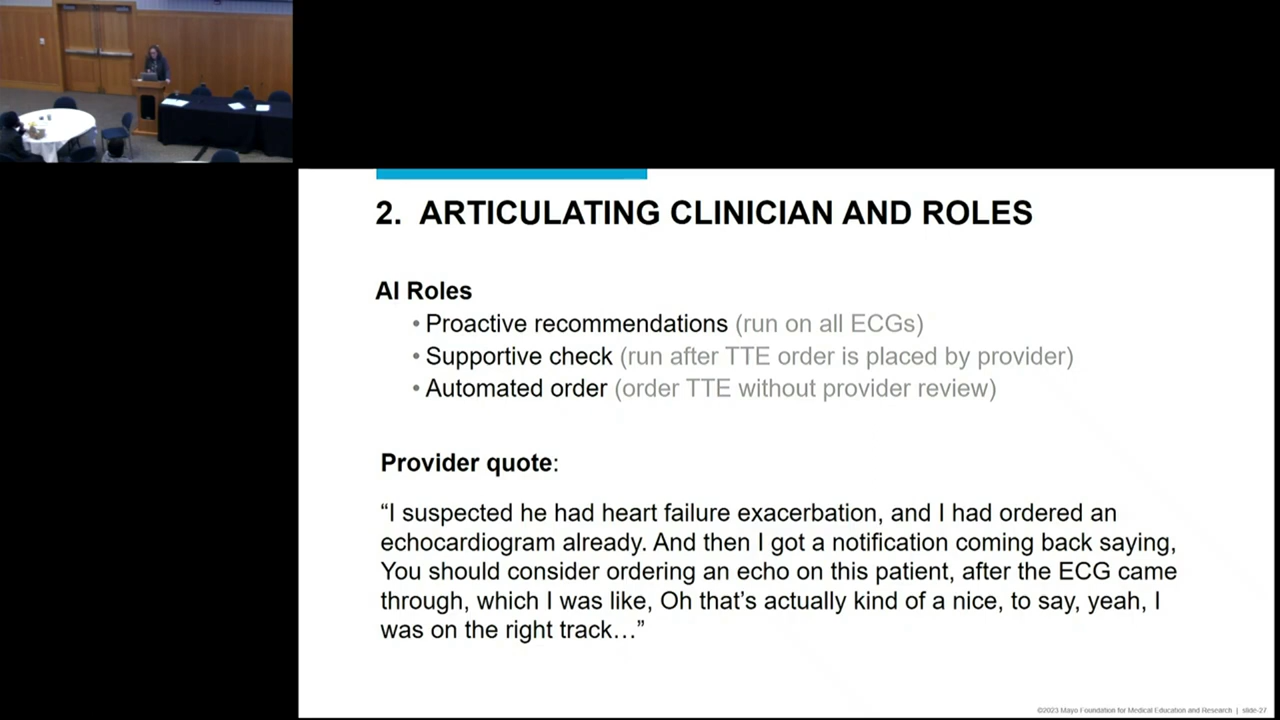 2. ARTICULATING CLINICIAN AND ROLES
AI Roles
• Proactive recommendations (run on all ECGs)
• Supportive check (run after TTE order is placed by provider)
• Automated order (order TTE without provider review)
Provider quote:
“I suspected he had heart failure exacerbation, and I had ordered an
echocardiogram already. And then I got a notification coming back saying,
You should consider ordering an echo on this patient, after the ECG came
through, which I was like, Oh that’s actually kind of a nice, to say, yeah, I
was on the right track…”
©2023 Mayo Foundation for Medical Education and Research | slide-27